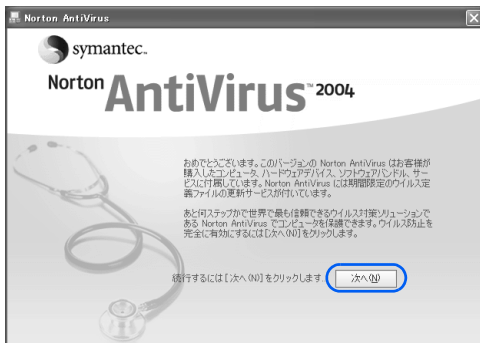 Norton AntiVirus
symantec™
Norton AntiVirus™ 2004
おめでとうございます。このバージョンの Norton AntiVirus はお客様が
購入したコンピュータ、ハードウェアデバイス、ソフトウェアバンドル、サー
ビスに付属しています。Norton AntiVirus には期間限定のウイルス定
義ファイルの更新サービスが付いています。
あと何ステップかで世界で最も信頼できるウイルス対策ソリューションで
ある Norton AntiVirus でコンピュータを保護できます。ウイルス防止を
完全に有効にするには[次へ(N)]をクリックします。
続行するには[次へ(N)]をクリックします.
次へ(N)